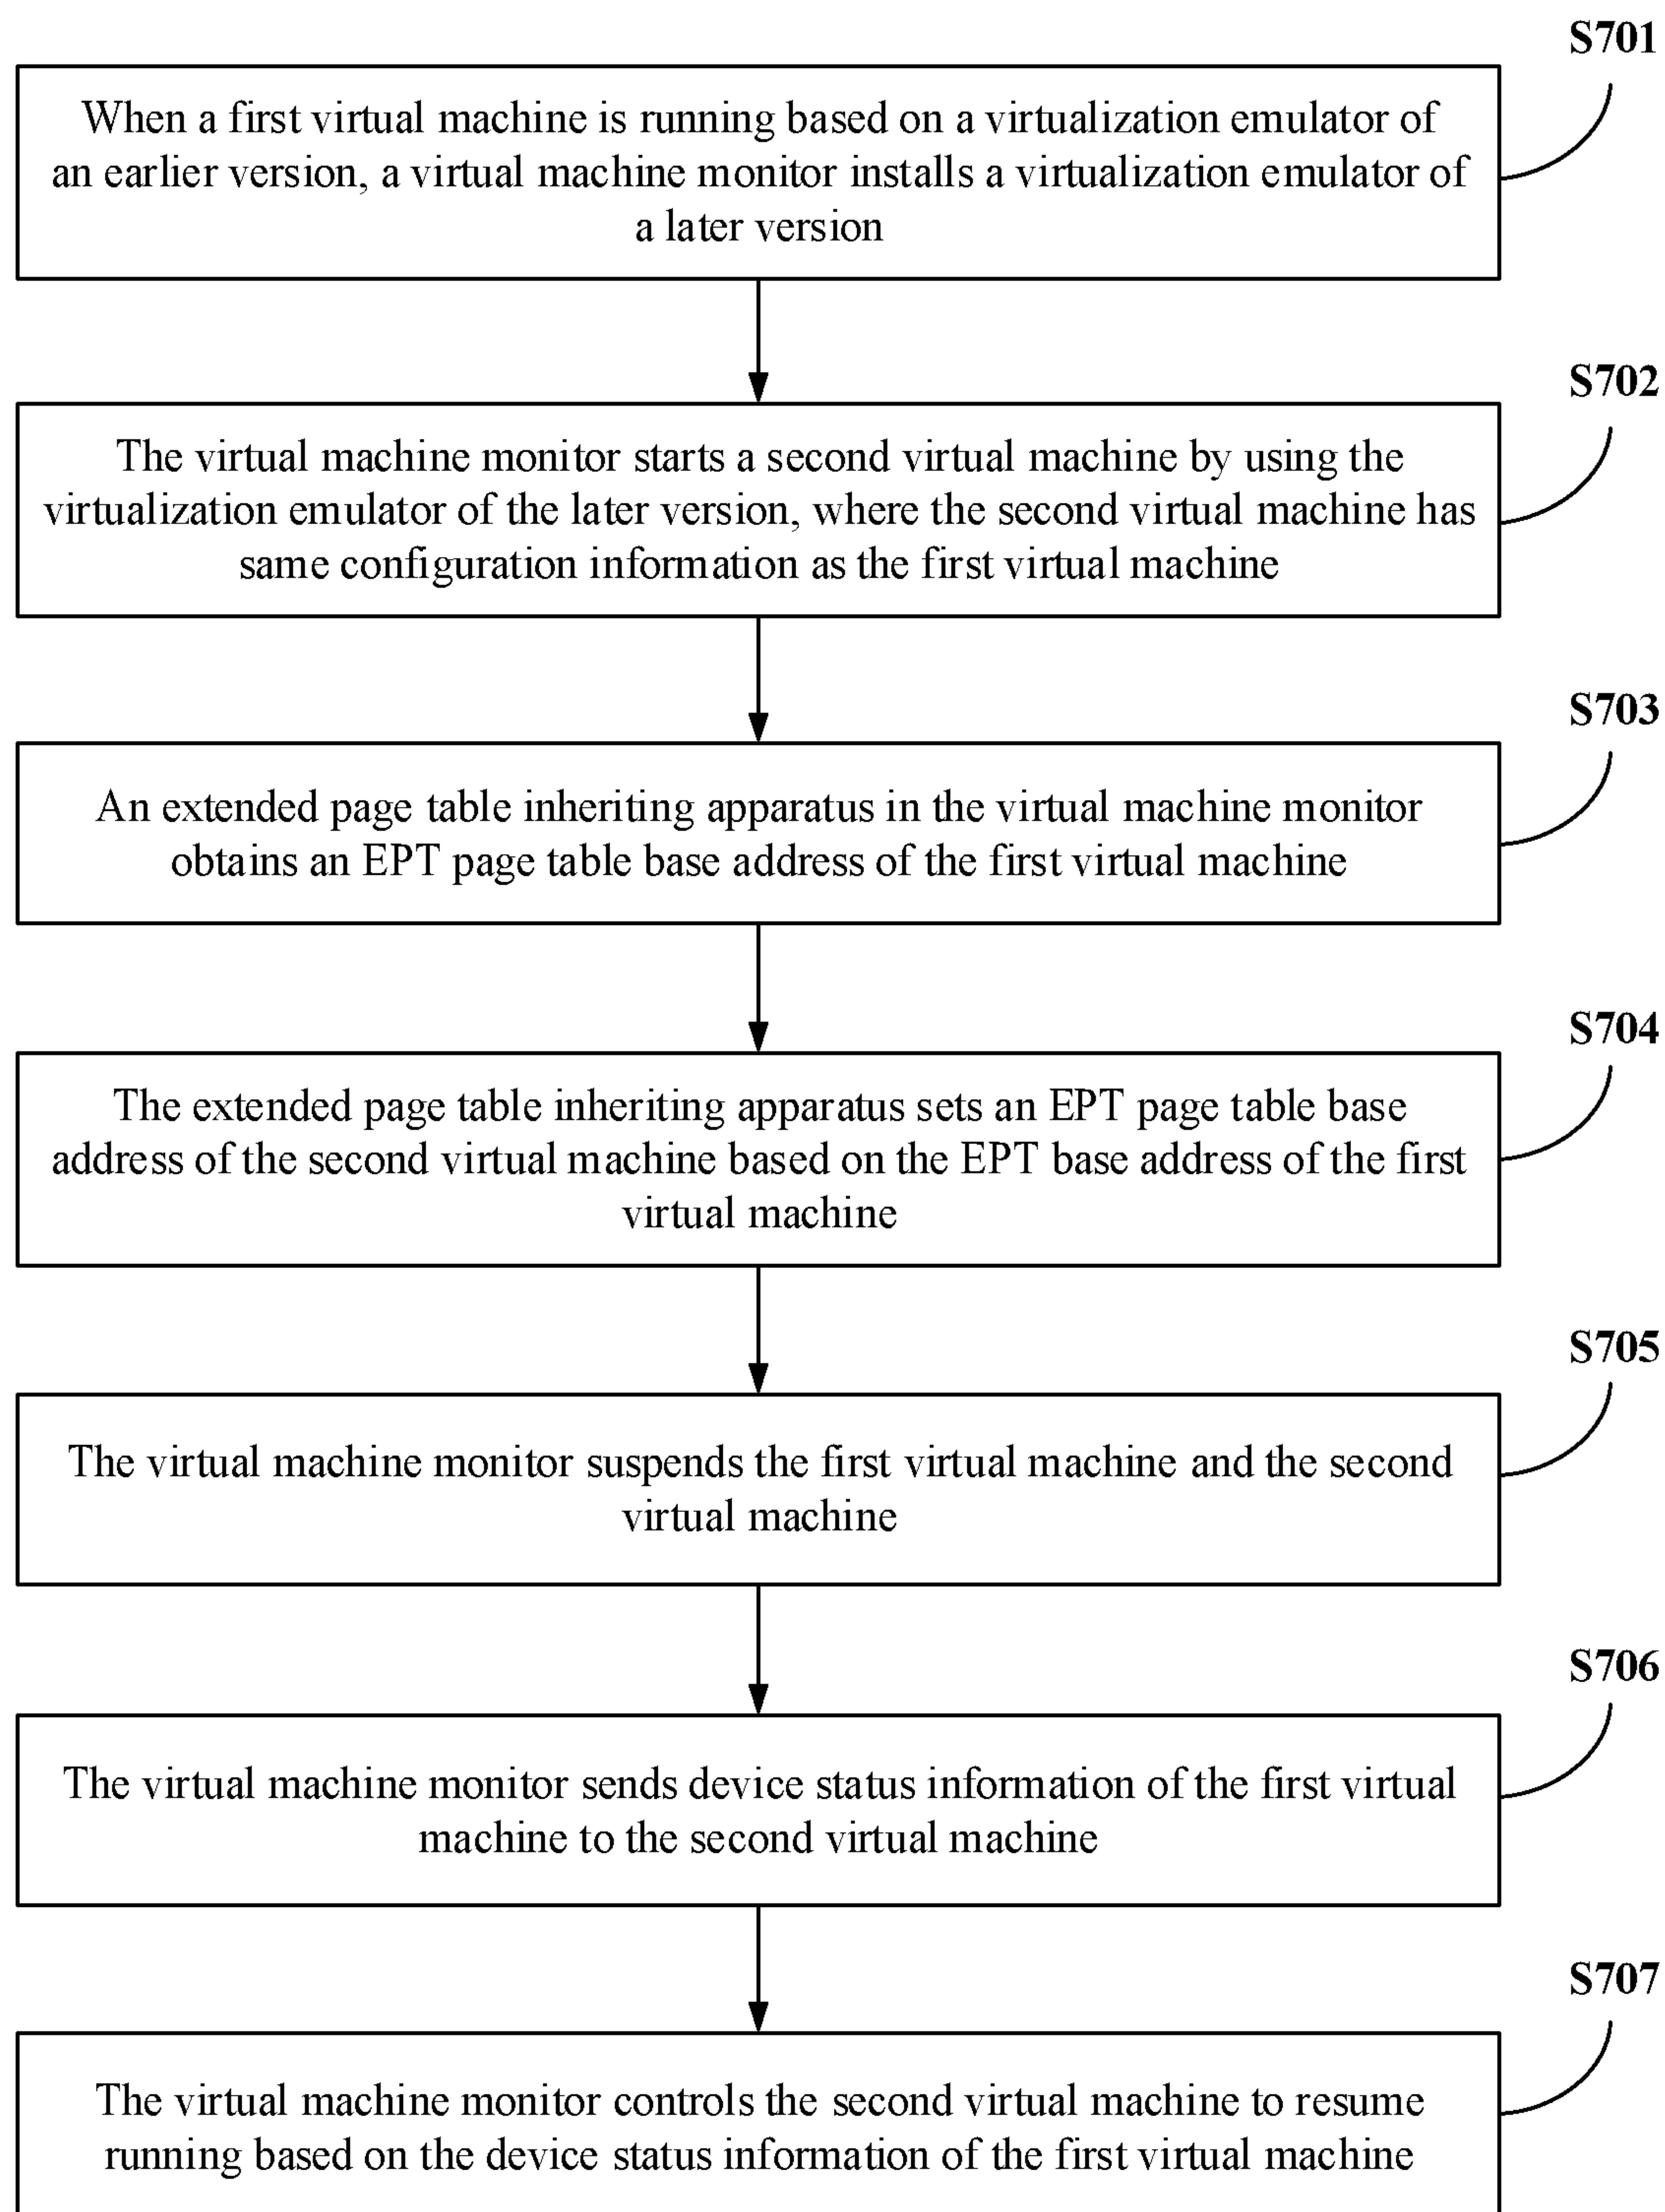 S701
When a first virtual machine is running based on a virtualization emulator of
an earlier version, a virtual machine monitor installs a virtualization emulator of
a later version
S702
The virtual machine monitor starts a second virtual machine by using the
virtualization emulator of the later version, where the second virtual machine has
same configuration information as the first virtual machine
S703
An extended page table inheriting apparatus in the virtual machine monitor
obtains an EPT page table base address of the first virtual machine
S704
The extended page table inheriting apparatus sets an EPT page table base
address of the second virtual machine based on the EPT base address of the first
virtual machine
S705
The virtual machine monitor suspends the first virtual machine and the second
virtual machine
S706
The virtual machine monitor sends device status information of the first virtual
machine to the second virtual machine
S707
The virtual machine monitor controls the second virtual machine to resume
running based on the device status information of the first virtual machine